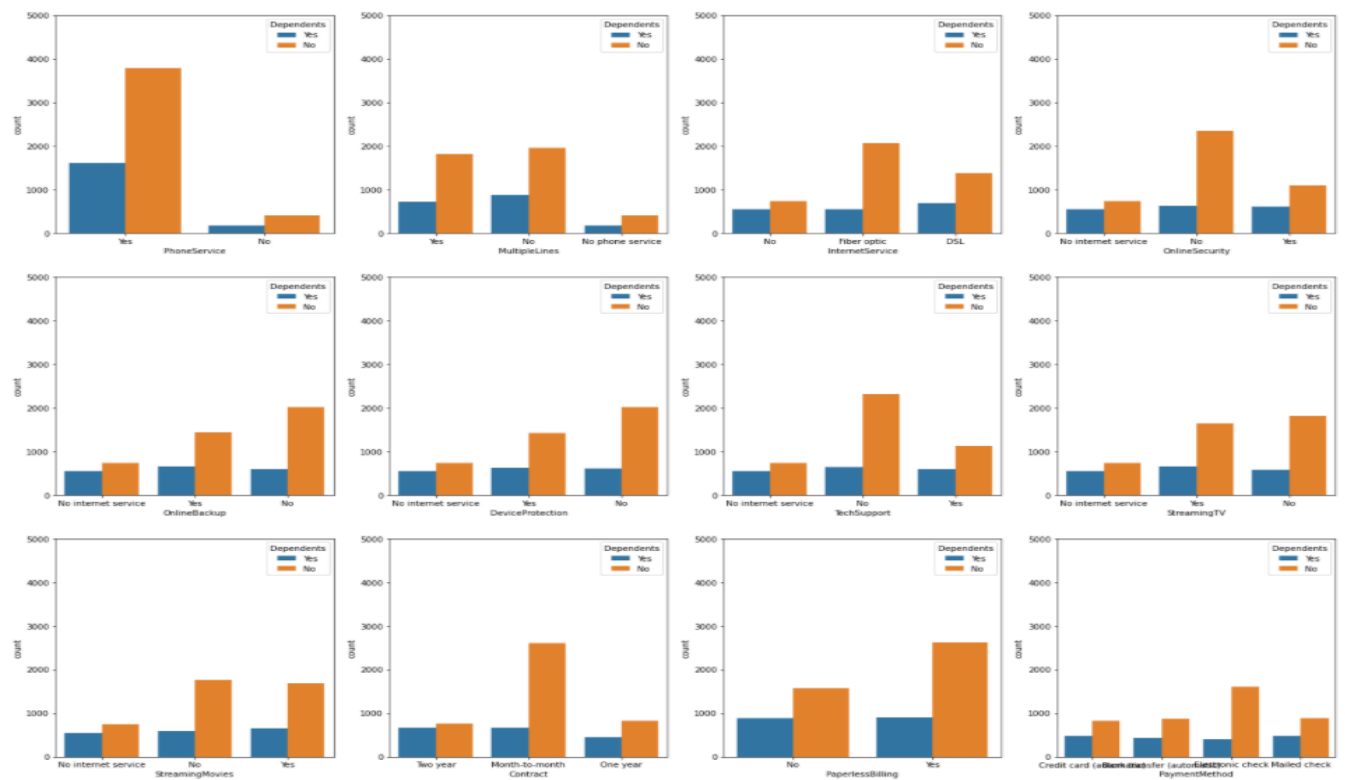 5000
4000
3000
2000
1000
0
count
Dependents
Yes
No
Yes No
PhoneService
5000
4000
3000
2000
1000
0
count
Dependents
Yes
No
Yes No No phone service
MultipleLines
5000
4000
3000
2000
1000
0
count
Dependents
Yes
No
No Fiber optic DSL
InternetService
5000
4000
3000
2000
1000
0
count
Dependents
Yes
No
No internet service No Yes
OnlineSecurity
5000
4000
3000
2000
1000
0
count
Dependents
Yes
No
No internet service Yes No
OnlineBackup
5000
4000
3000
2000
1000
0
count
Dependents
Yes
No
No internet service Yes No
DeviceProtection
5000
4000
3000
2000
1000
0
count
Dependents
Yes
No
No internet service No Yes
TechSupport
5000
4000
3000
2000
1000
0
count
Dependents
Yes
No
No internet service Yes No
StreamingTV
5000
4000
3000
2000
1000
0
count
Dependents
Yes
No
No internet service No Yes
StreamingMovies
5000
4000
3000
2000
1000
0
count
Dependents
Yes
No
Two year Month-to-month One year
Contract
5000
4000
3000
2000
1000
0
count
Dependents
Yes
No
No Yes
PaperlessBilling
5000
4000
3000
2000
1000
0
count
Dependents
Yes
No
Credit card check Mailed check
PaymentMethod